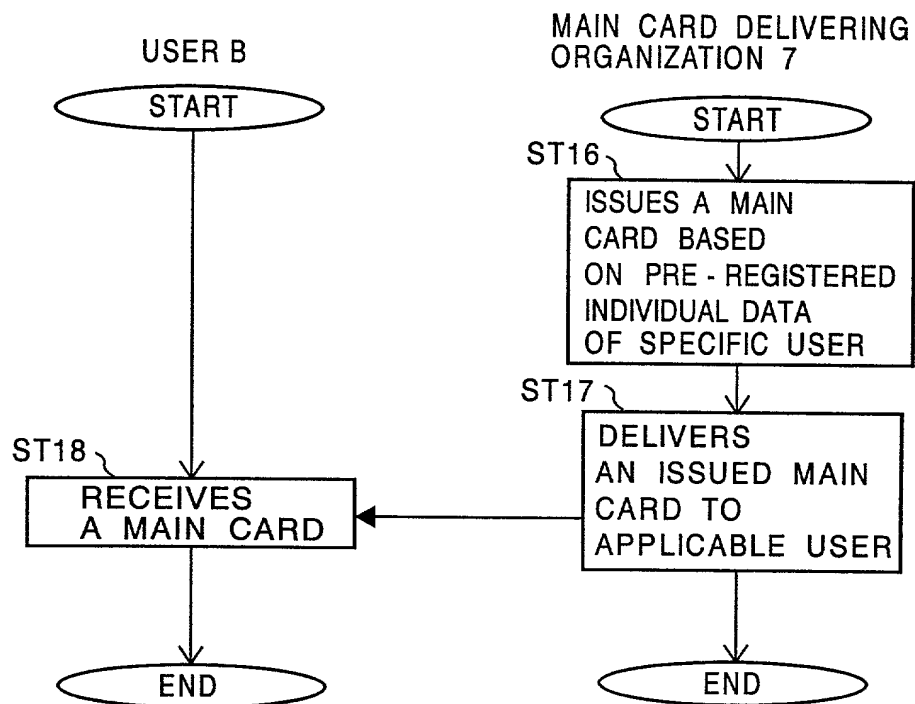 USER B
START
ST18
RECEIVES
A MAIN CARD
END
MAIN CARD DELIVERING
ORGANIZATION 7
START
ST16
ISSUES A MAIN
CARD BASED
ON PRE-REGISTERED
INDIVIDUAL DATA
OF SPECIFIC USER
ST17
DELIVERS
AN ISSUED MAIN
CARD TO
APPLICABLE USER
END